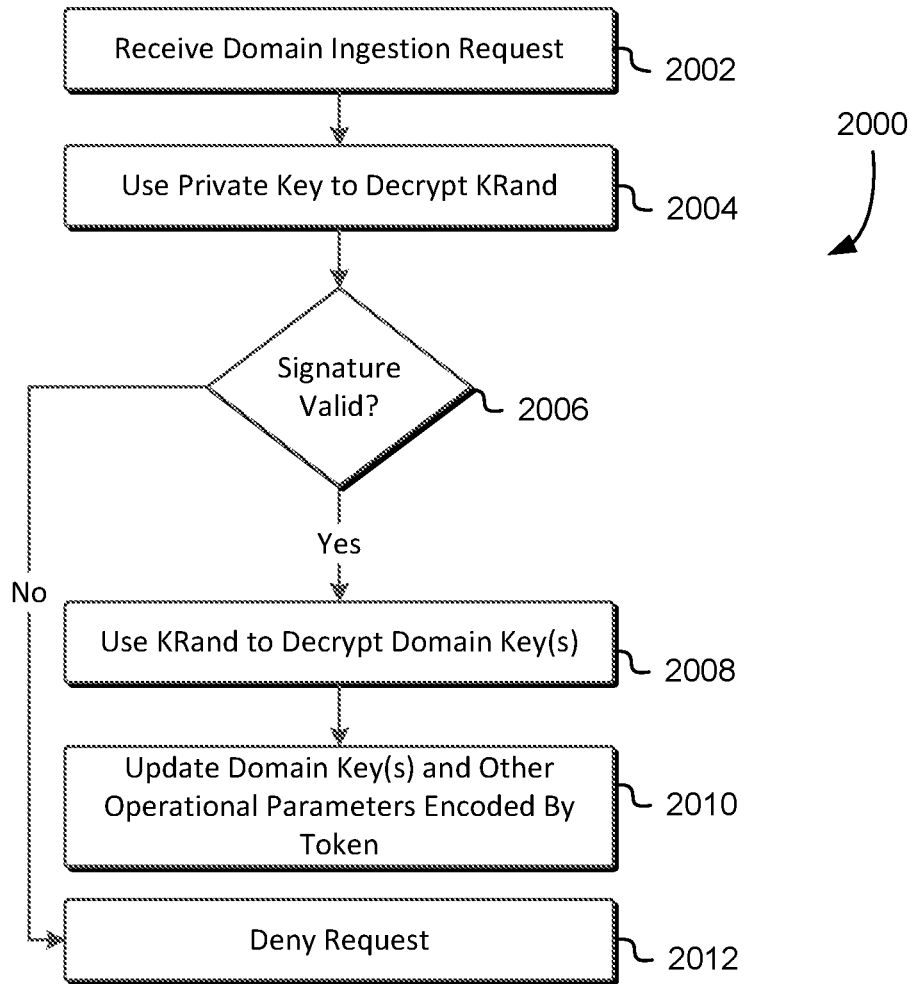 Receive Domain Ingestion Request
2002
2000
Use Private Key to Decrypt KRand
2004
Signature
Valid?
2006
Yes
No
Use KRand to Decrypt Domain Key(s)
2008
Update Domain Key(s) and Other
Operational Parameters Encoded By
Token
2010
Deny Request
2012